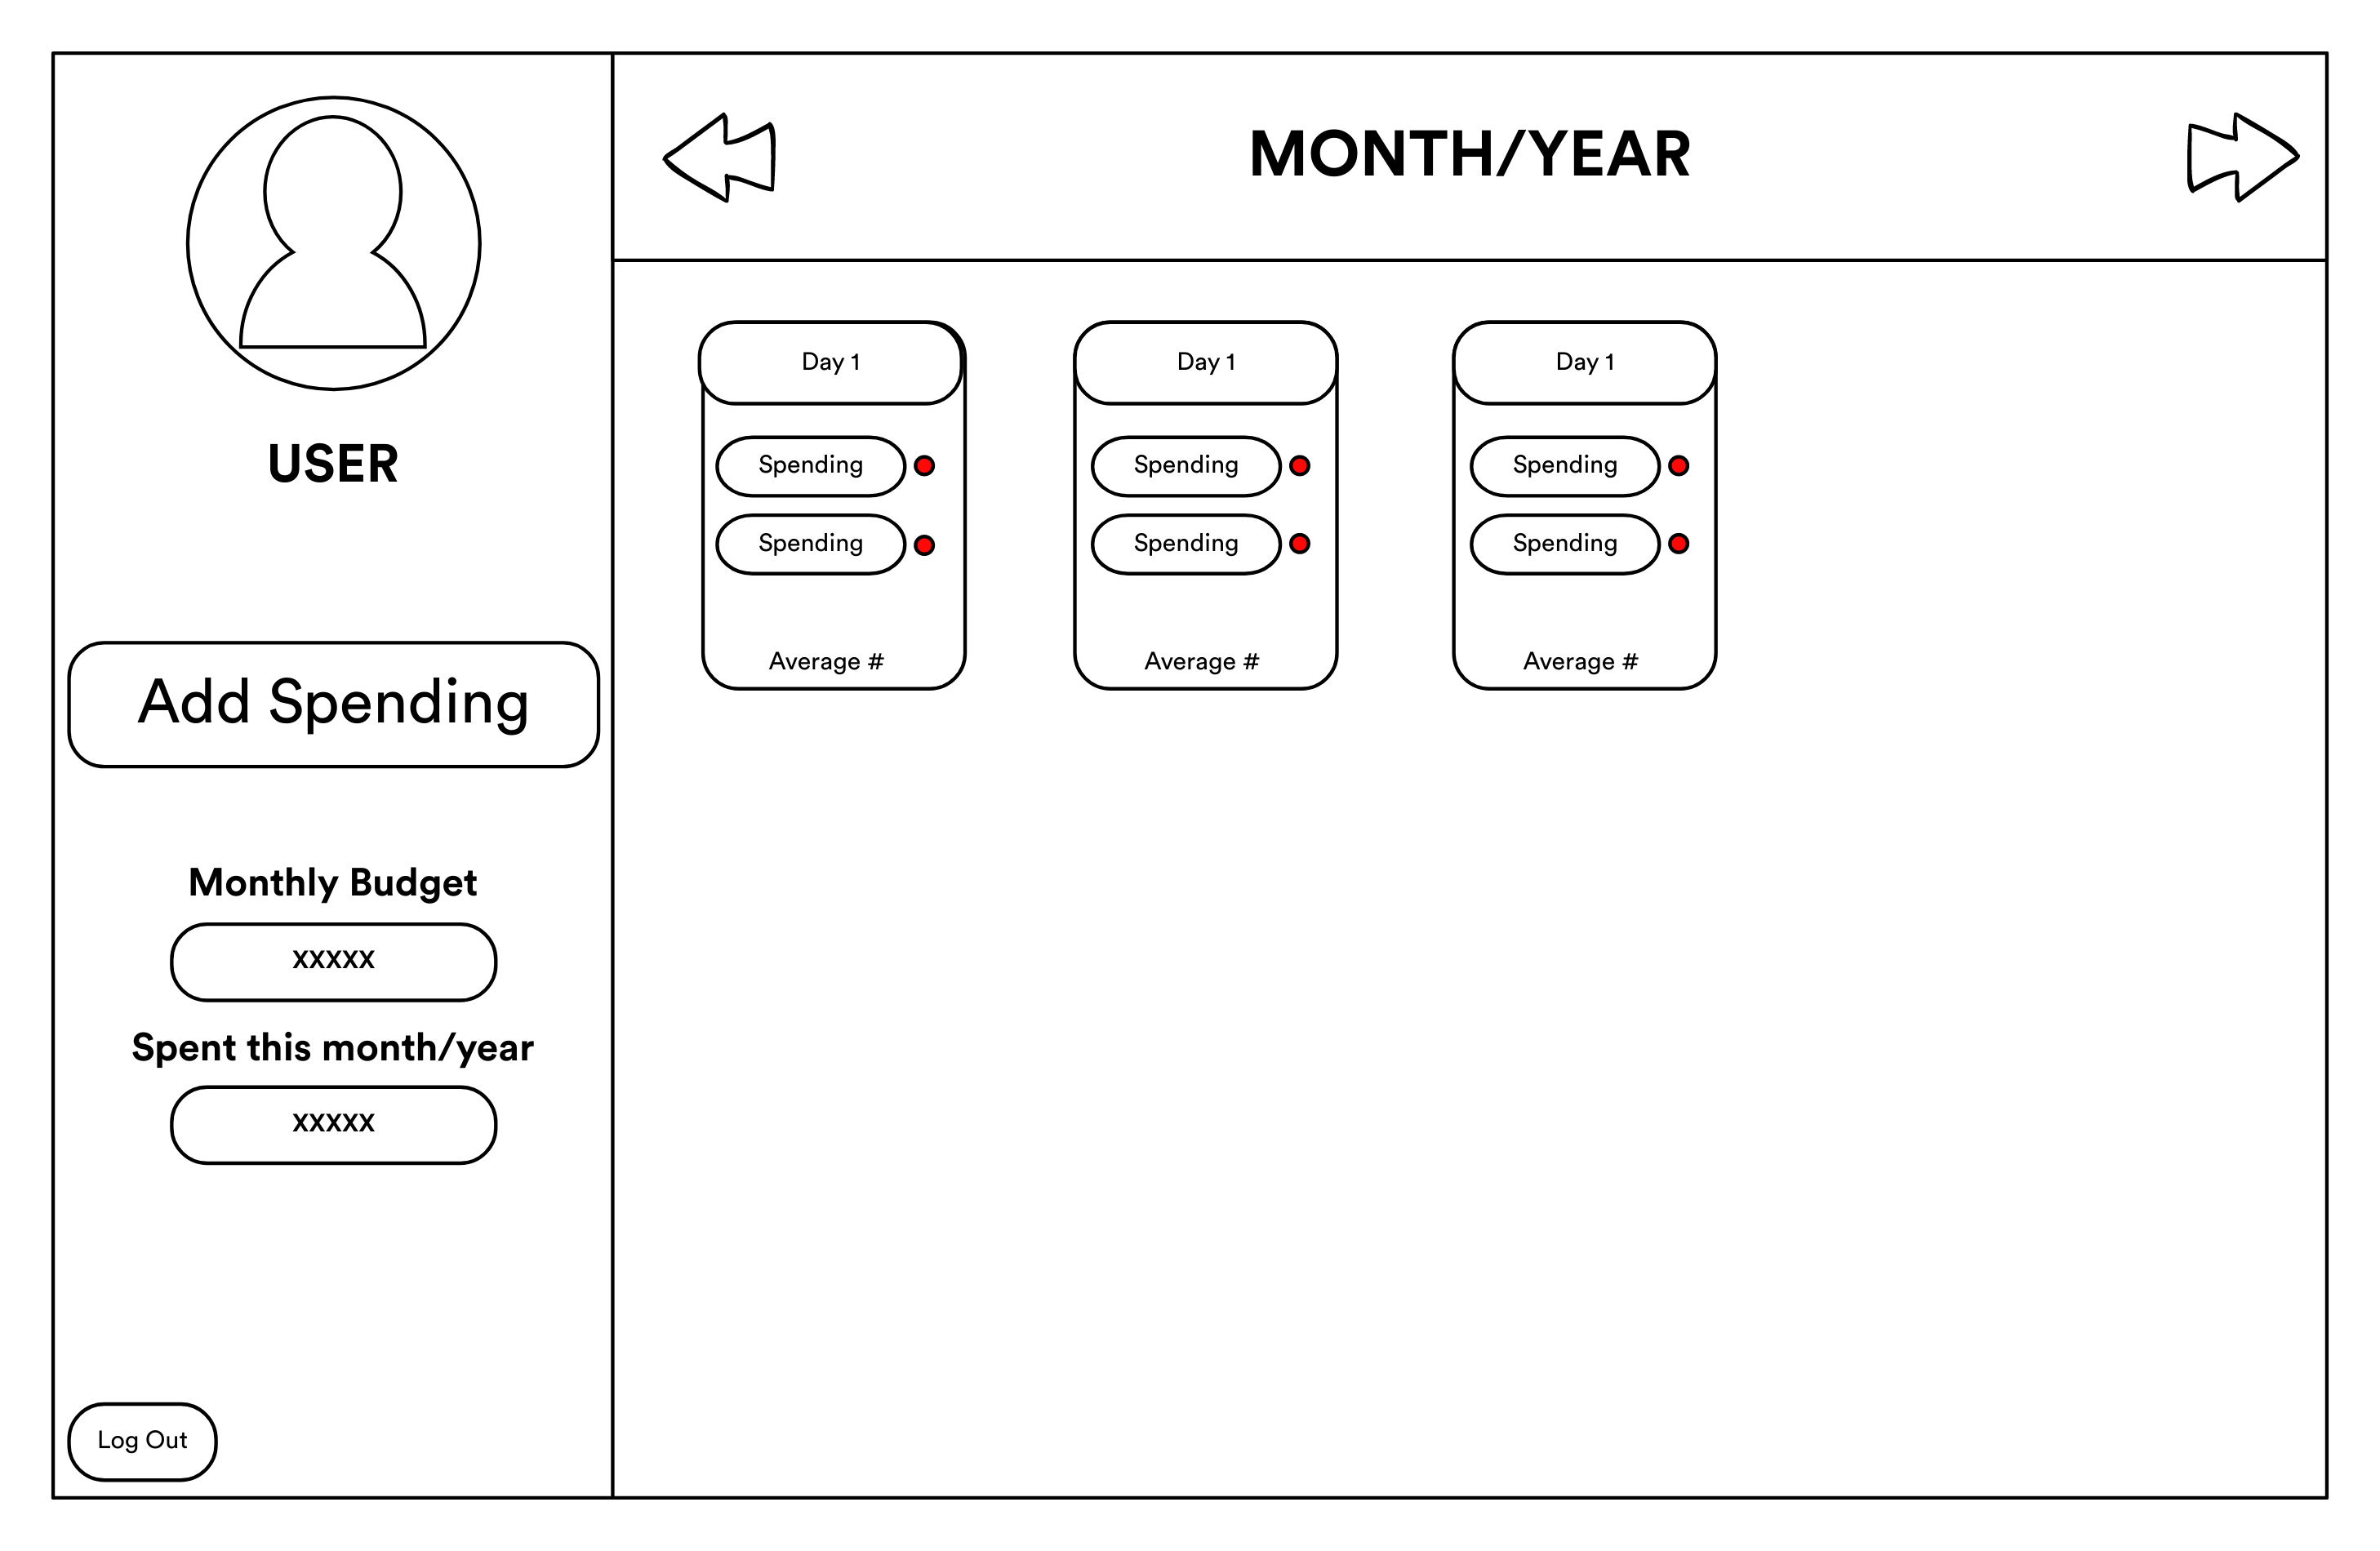 USER
Add Spending
Monthly Budget
xxxxx
Spent this month/year
xxxxx
Log Out
MONTH/YEAR
Day 1
Spending
Spending
Average #
Day 1
Spending
Spending
Average #
Day 1
Spending
Spending
Average #